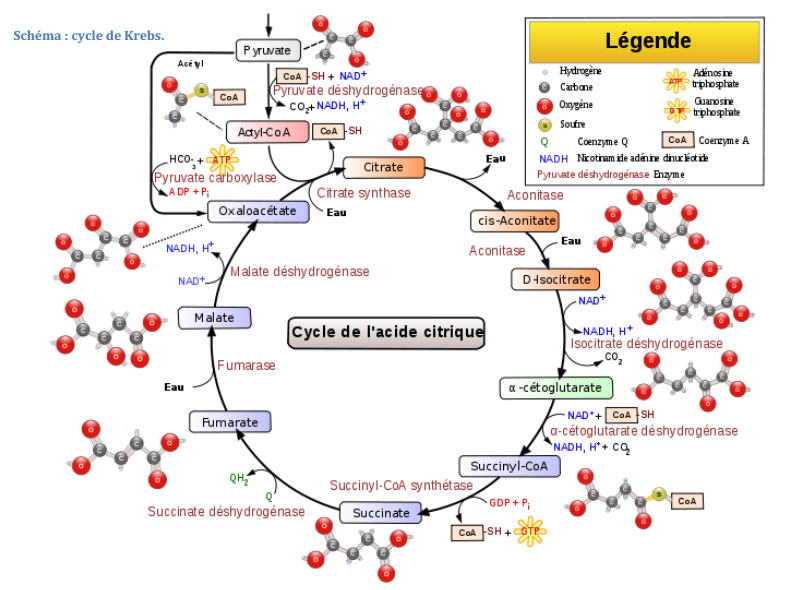 Schéma : cycle de Krebs.
Pyruvate
Acétyl
CoA -SH + NAD+
Pyruvate déshydrogénase
CO2+NADH, H+
S
CoA
Actyl-CoA
CoA -SH
HCO3- + ATP
Pyruvate carboxylase
ADP + Pi
Citrate
Eau
Citrate synthase
Eau
Oxaloacétate
Aconitase
cis-Aconitate
Aconitase
Eau
D-Isocitrate
NAD+
NADH, H+
Isocitrate déshydrogénase
CO2
α -cétoglutarate
NAD+ + CoA -SH
α-cétoglutarate déshydrogénase
NADH, H+ + CO2
Succinyl-CoA
Succinyl-CoA synthétase
GDP + Pi
CoA -SH + GTP
S
CoA
Succinate
Succinate déshydrogénase
Q
QH2
Fumarate
Eau
Fumarase
Malate
NAD+
Malate déshydrogénase
NADH, H+
Cycle de l'acide citrique
Légende
Hydrogène
C Carbone
O Oxygène
S Soufre
Q Coenzyme Q
NADH Nicotinamide adénine dinucléotide
Pyruvate déshydrogénase Enzyme
ATP Adénosine
triphosphate
GTP Guanosine
triphosphate
CoA Coenzyme A